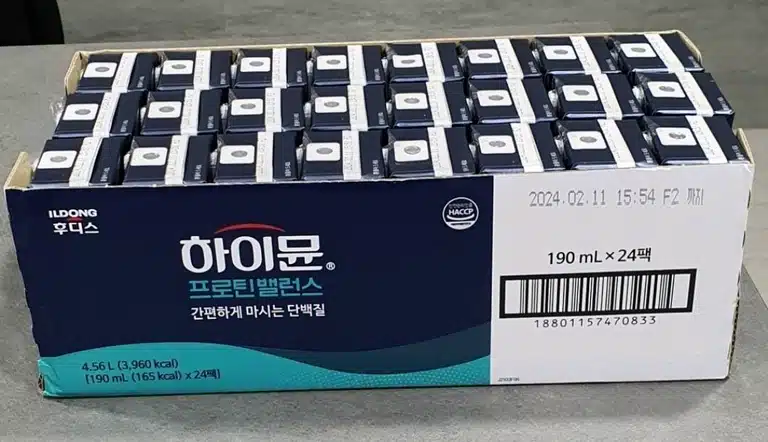 ILDONG
후디스
하이뮨®
프로틴 밸런스
간편하게 마시는 단백질
4.56 L (3,960 kcal)
[190 mL (165 kcal) x 24팩]
HACCP
2024.02.11 15:54 F2 까지
190 mL × 24팩
18801157470833